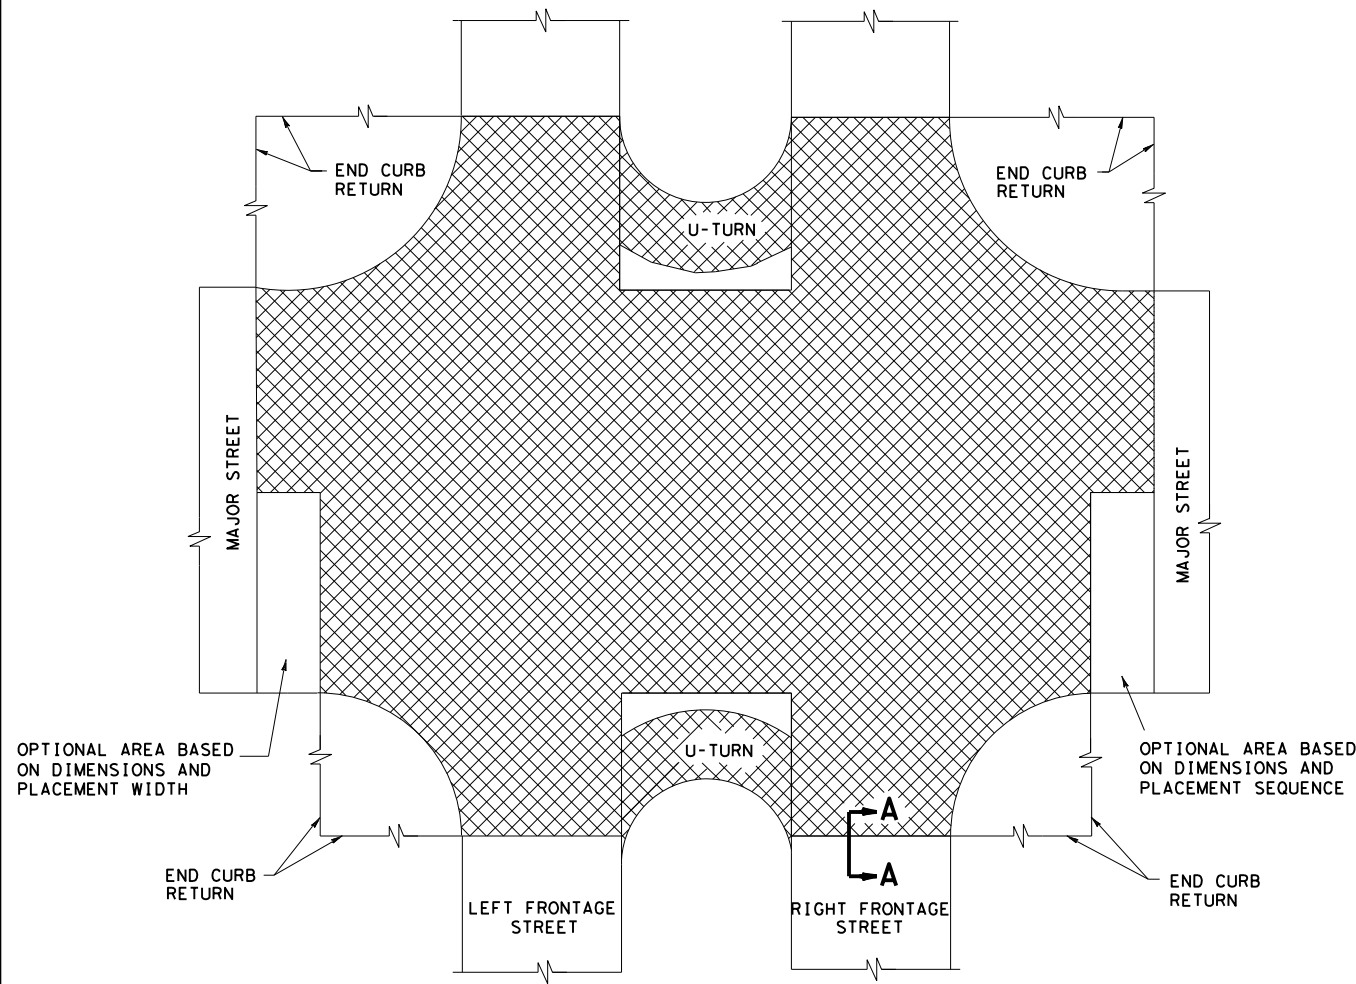 END CURB
RETURN
END CURB
RETURN
U-TURN
MAJOR STREET
MAJOR STREET
OPTIONAL AREA BASED
ON DIMENSIONS AND
PLACEMENT WIDTH
U-TURN
OPTIONAL AREA BASED
ON DIMENSIONS AND
PLACEMENT SEQUENCE
A
A
END CURB
RETURN
END CURB
RETURN
LEFT FRONTAGE
STREET
RIGHT FRONTAGE
STREET